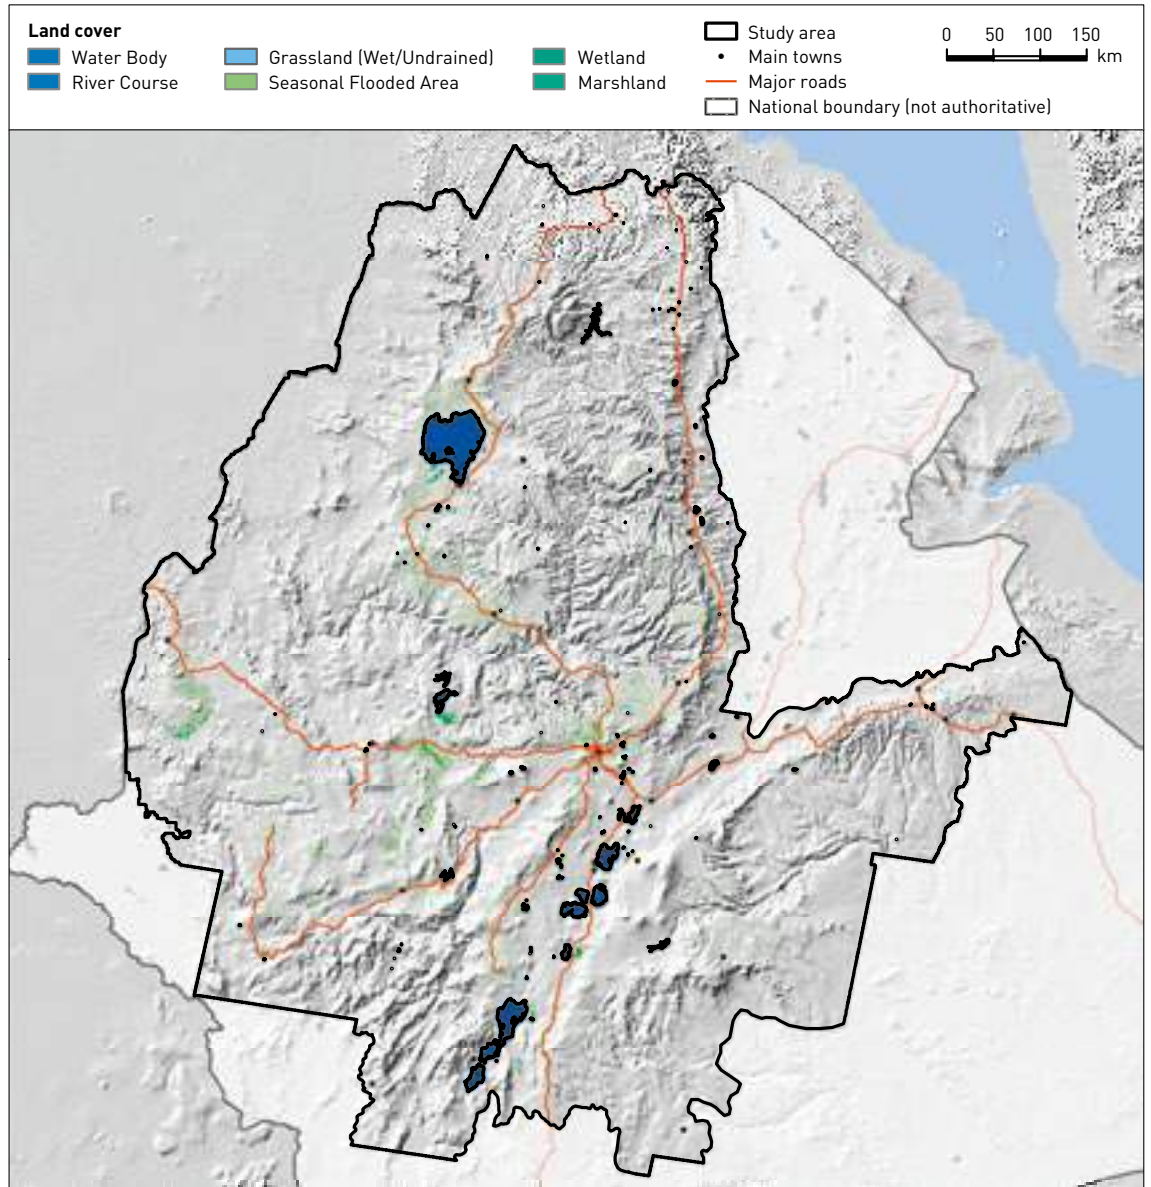 Land cover
Water Body
River Course
Grassland (Wet/Undrained)
Seasonal Flooded Area
Wetland
Marshland
Study area
Main towns
Major roads
National boundary (not authoritative)
0 50 100 150
km